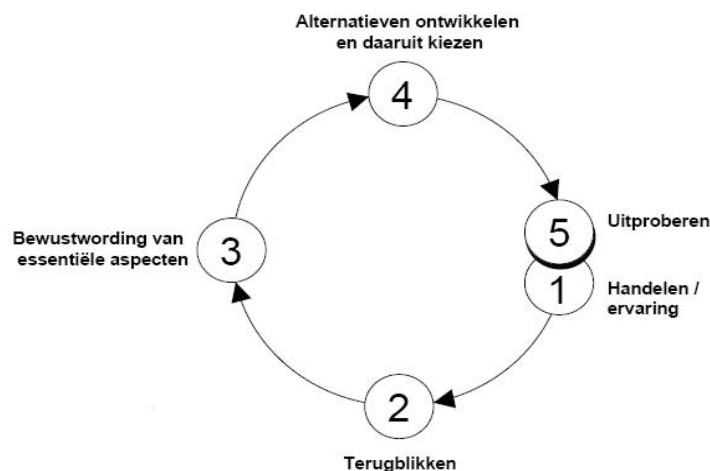 Alternatieven ontwikkelen
en daaruit kiezen
4
5
Uitproberen
Bewustwording van
essentiële aspecten
3
1
Handelen /
ervaring
2
Terugblikken